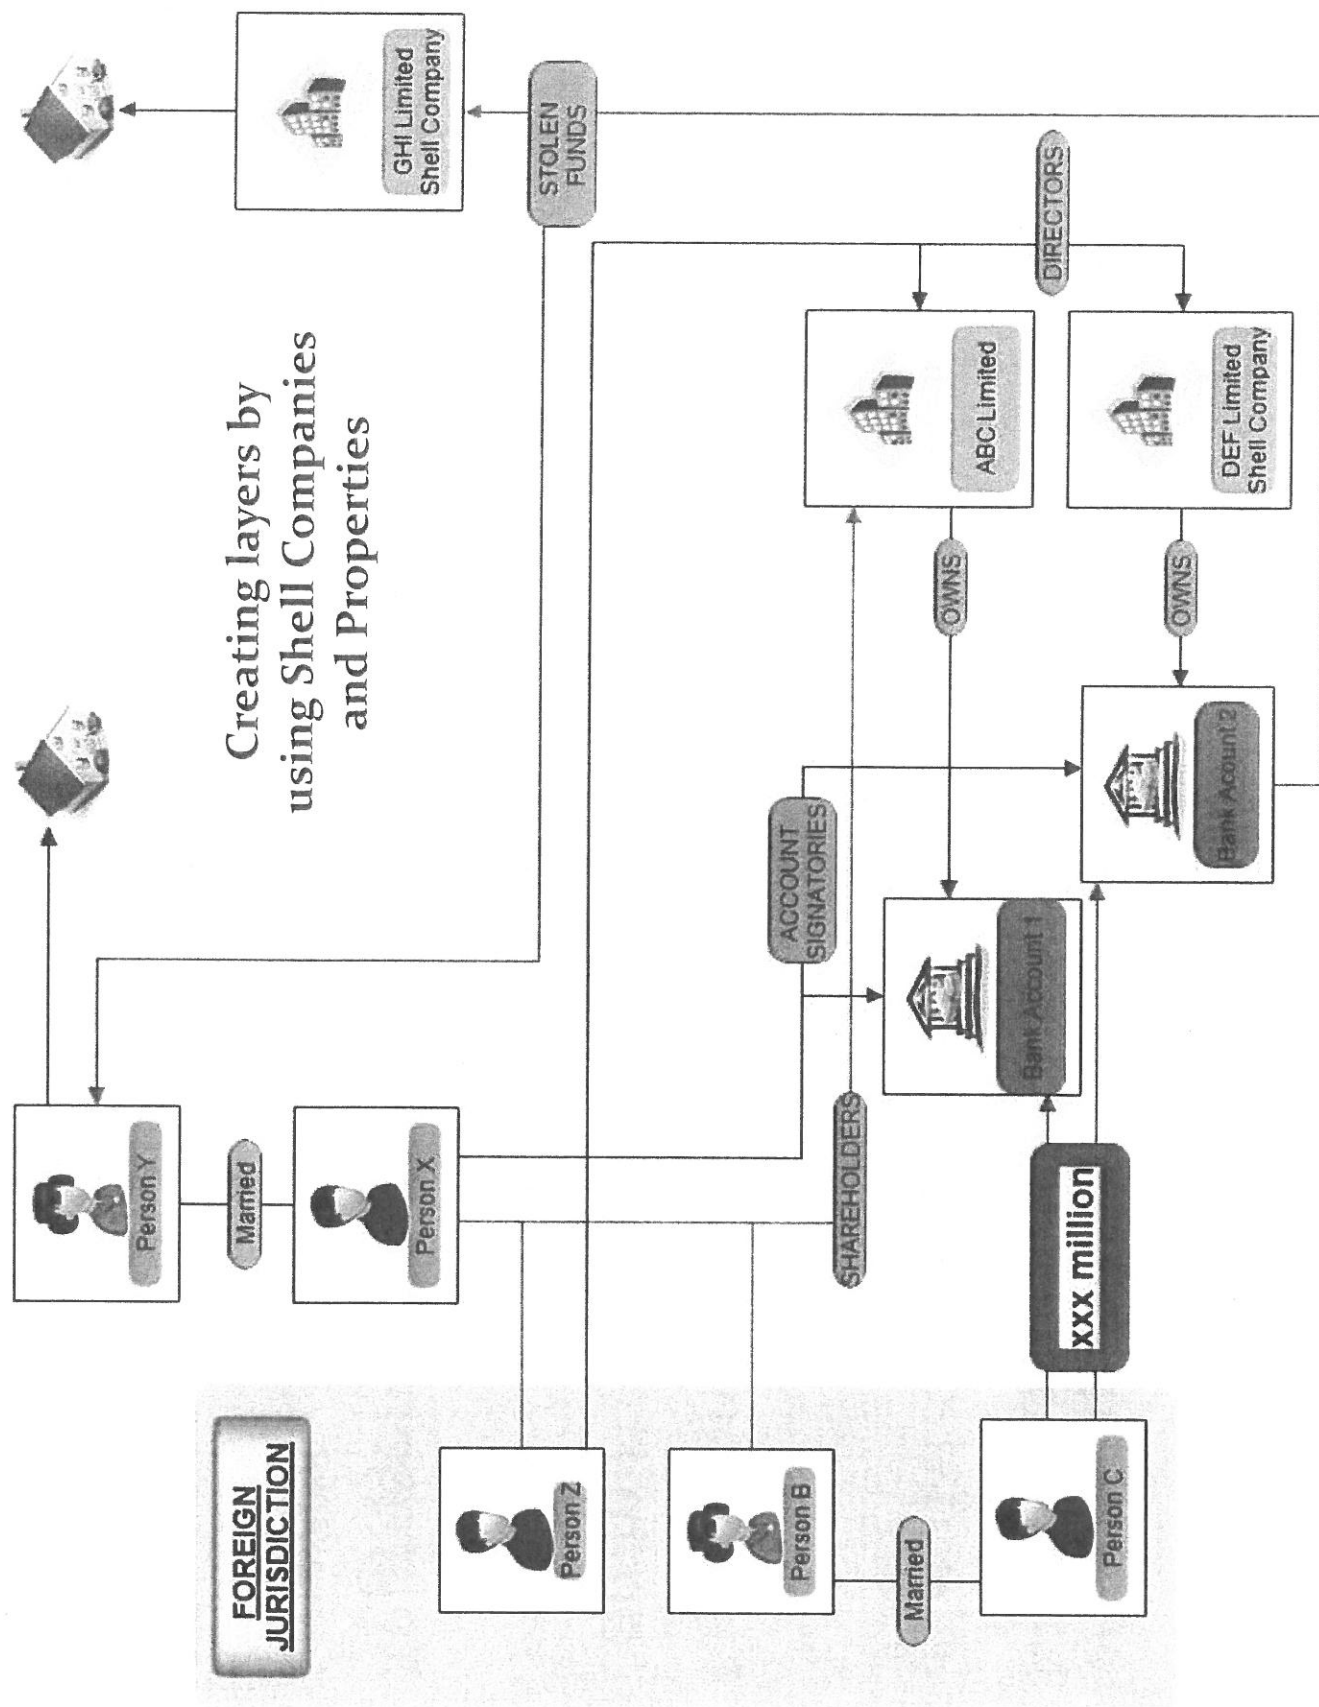 Person Y
FOREIGN
JURISDICTION
Married
Creating layers by
using Shell Companies
and Properties
Person X
GHI Limited
Shell Company
STOLEN
FUNDS
Person Z
ACCOUNT
SIGNATORIES
Person B
SHAREHOLDERS
Married
OWNS
ABC Limited
Bank Account 1
DIRECTORS
xxx million
Person C
OWNS
Bank Acount2
DEF Limited
Shell Company